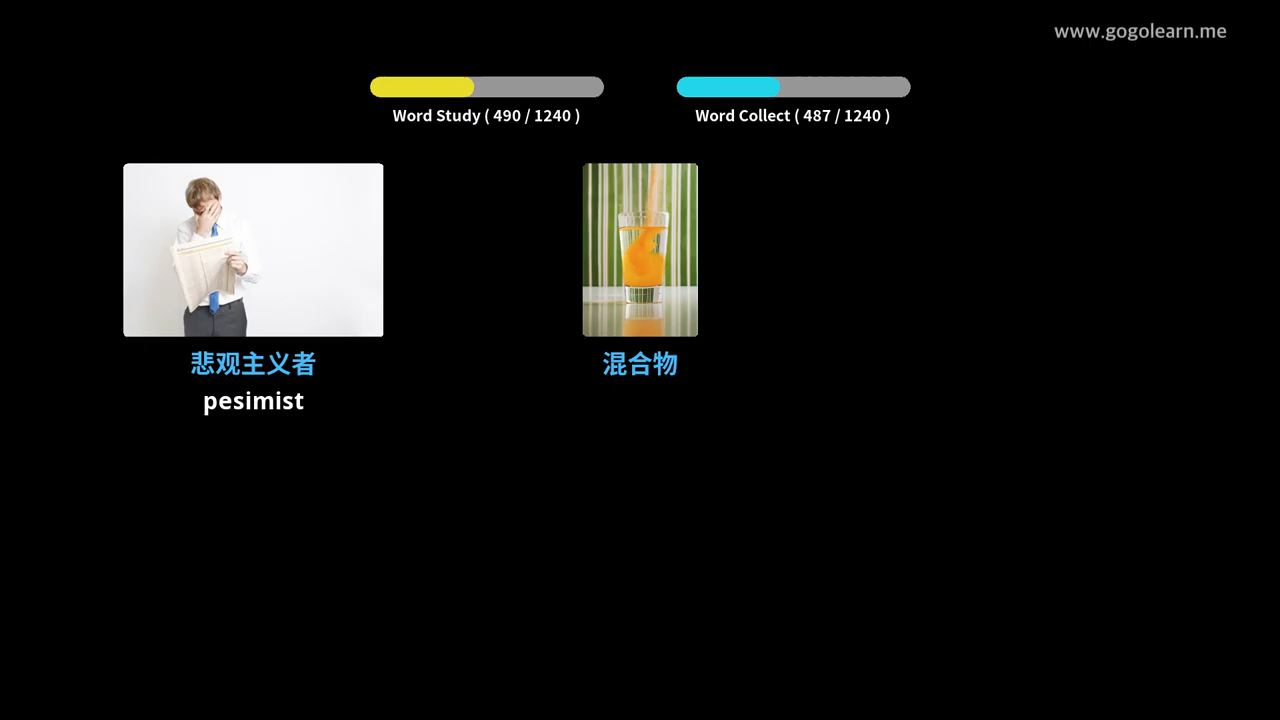 www.gogolearn.me
Word Study ( 490 / 1240 )
Word Collect ( 487 / 1240 )
悲观主义者
混合物
pesimist